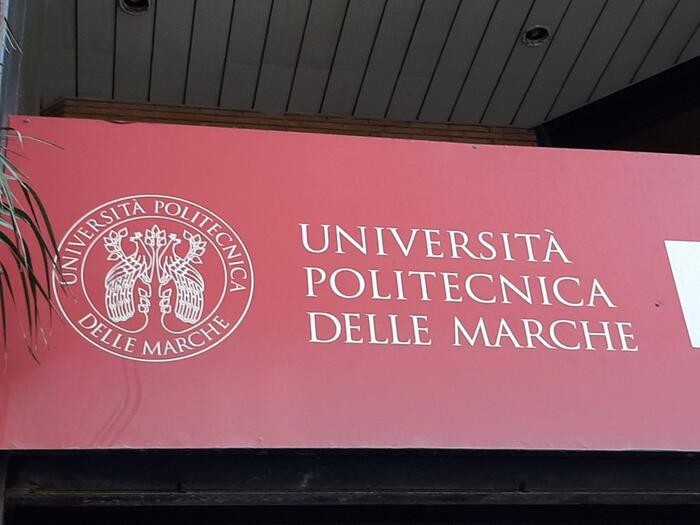 UNIVERSITÀ POLITECNICA
DELLE MARCHE
UNIVERSITÀ
POLITECNICA
DELLE MARCHE